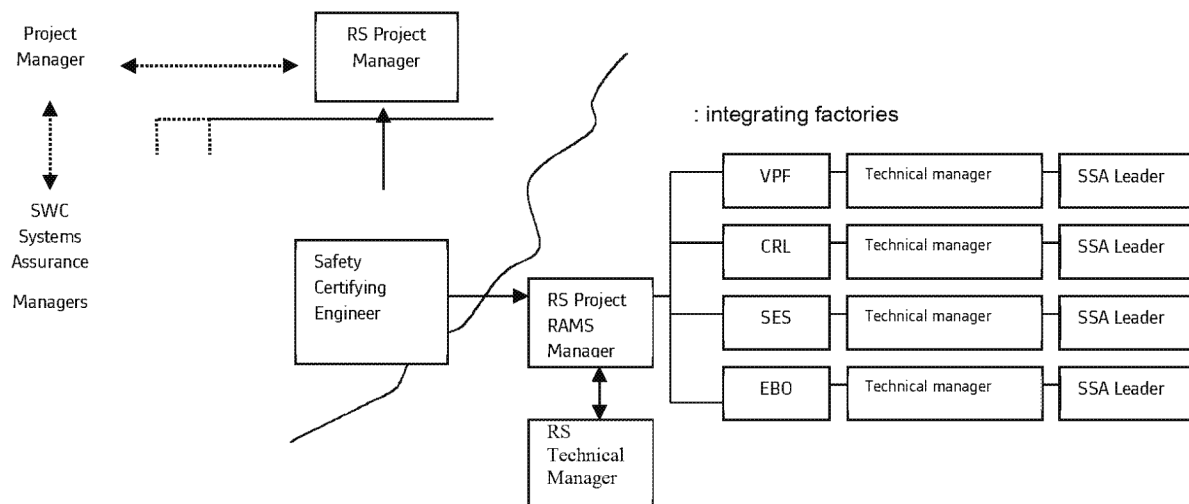 Project
Manager
RS Project
Manager
: integrating factories
VPF
Technical manager
SSA Leader
SWC
Systems
Assurance
Managers
CRL
Technical manager
SSA Leader
Safety
Certifying
Engineer
RS Project
RAMS
Manager
SES
Technical manager
SSA Leader
EBO
Technical manager
SSA Leader
RS
Technical
Manager